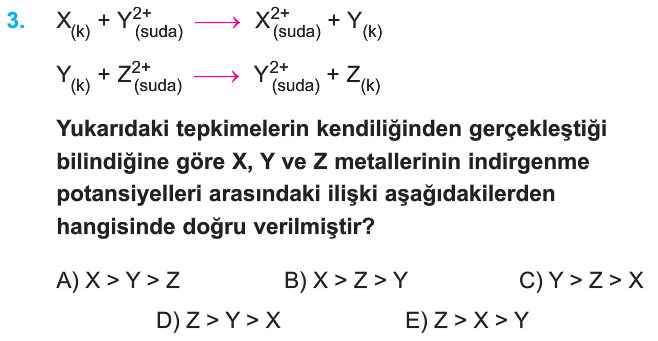 3. X(k) + Y2+(suda) ⟶ X2+(suda) + Y(k)
Y(k) + Z2+(suda) ⟶ Y2+(suda) + Z(k)
Yukarıdaki tepkimelerin kendiliğinden gerçekleştiği
bilindiğine göre X, Y ve Z metallerinin indirgenme
potansiyelleri arasındaki ilişki aşağıdakilerden
hangisinde doğru verilmiştir?
A) X > Y > Z B) X > Z > Y C) Y > Z > X
D) Z > Y > X E) Z > X > Y